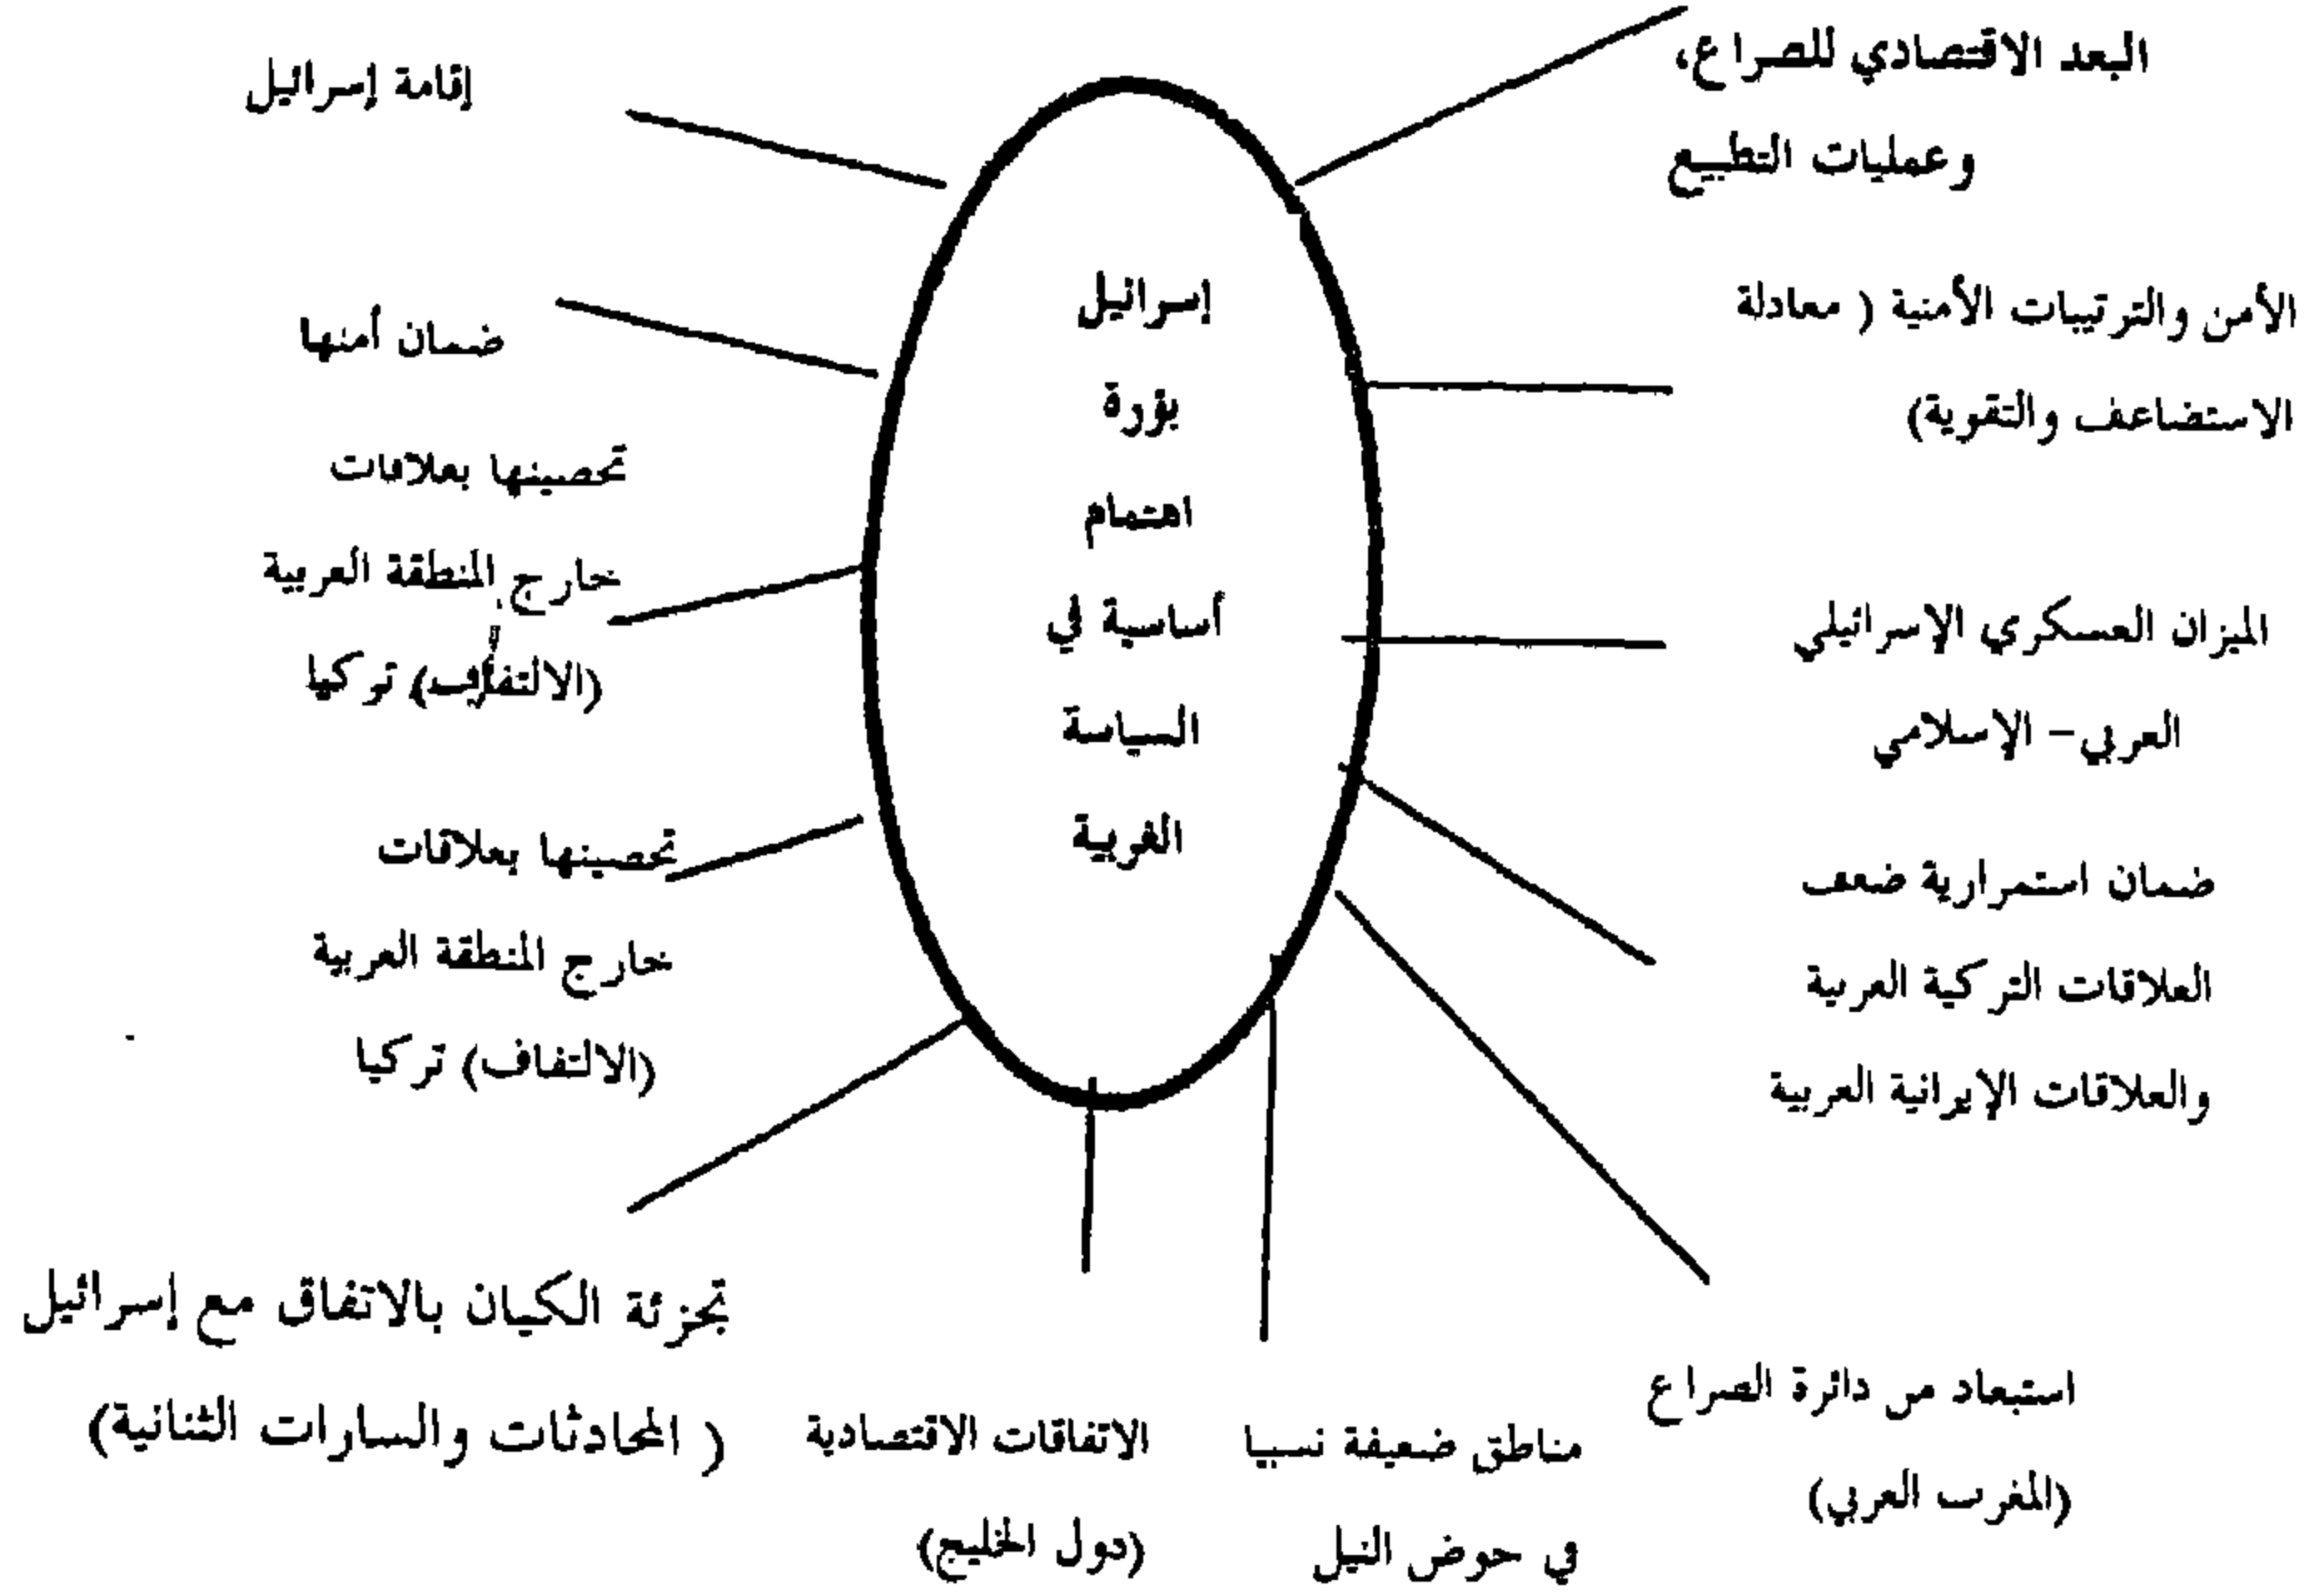 البعد الاقتصادي للصراع،
وعمليات التطبيع
الأمن والترتيبات الأمنية ( معادلة
الاستضعاف والتقوية)
الميزان العسكري الإسرائيلي
العربي – الإسلامي
ضمان استمرارية ضعف
العلاقات التركية العربية
والعلاقات الإيرانية العربية
استبعاد من دائرة الصراع
(المغرب العربي)
مناطق ضعيفة نسبيا
في حوض النيل
الاتفاقات الاقتصادية
(دول الخليج)
إسرائيل
بؤرة
اهتمام
أساسية في
السياسة
الغربية
إقامة إسرائيل
ضمان أمنها
تحصينها بعلاقات
خارج المنطقة العربية
(الالتفاف) تركيا
تحصينها بعلاقات
خارج المنطقة العربية
(الالتفاف) تركيا
تجزئة الكيان بالاتفاق مع إسرائيل
( المحادثات والمسارات الثنائية)